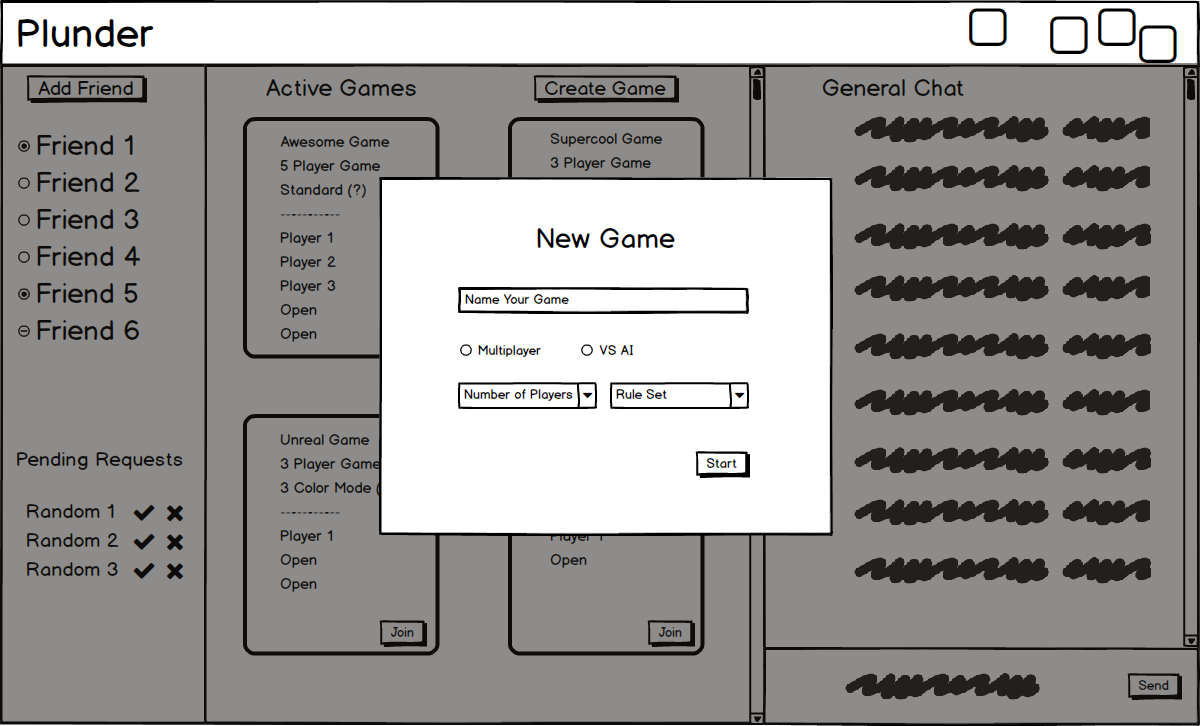 Plunder
Add Friend
Friend 1
Friend 2
Friend 3
Friend 4
Friend 5
Friend 6
Pending Requests
Random 1
Random 2
Random 3
Active Games
Create Game
Awesome Game
5 Player Game
Standard (?)
-----------
Player 1
Player 2
Player 3
Open
Open
Supercool Game
3 Player Game
Unreal Game
3 Player Game
3 Color Mode (
-----------
Player 1
Open
Open
Join
Player 1
Open
Join
New Game
Name Your Game
Multiplayer
VS AI
Number of Players
Rule Set
Start
General Chat
Send